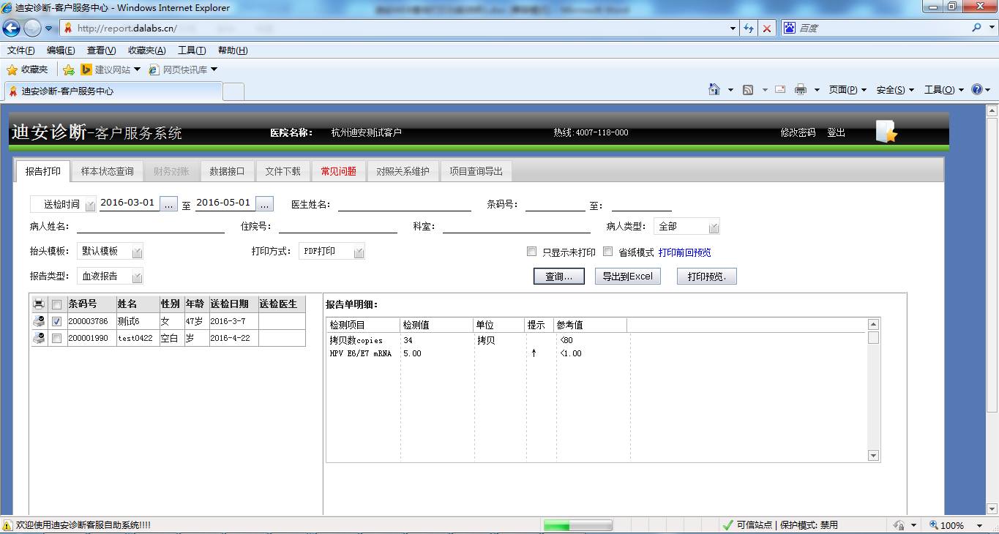 迪安诊断-客户服务中心 - Windows Internet Explorer
http://report.dalabs.cn/
百度
文件(F) 编辑(E) 查看(V) 收藏夹(A) 工具(T) 帮助(H)
收藏夹 建议网站 网页快讯库
迪安诊断-客户服务中心 页面(P) 安全(S) 工具(O)
迪安诊断-客户服务系统 医院名称: 杭州迪安测试客户 热线:4007-118-000 修改密码 登出
报告打印 样本状态查询 财务对账 数据接口 文件下载 常见问题 对照关系维护 项目查询导出
送检时间 2016-03-01 ... 至 2016-05-01 ... 医生姓名: 条码号: 至:
病人姓名: 住院号: 科室: 病人类型: 全部
抬头模板: 默认模板 打印方式: PDF打印 只显示未打印 省纸模式 打印前回预览
报告类型: 血液报告 查询... 导出到Excel 打印预览.
条码号 姓名 性别 年龄 送检日期 送检医生
200003786 测试6 女 47岁 2016-3-7
200001990 test0422 空白 岁 2016-4-22
报告单明细:
检测项目 检测值 单位 提示 参考值
拷贝数copies 34 拷贝 <80
HPV E6/E7 mRNA 5.00 ↑ <1.00
欢迎使用迪安诊断客服自助系统!!!! 可信站点 | 保护模式: 禁用 100%